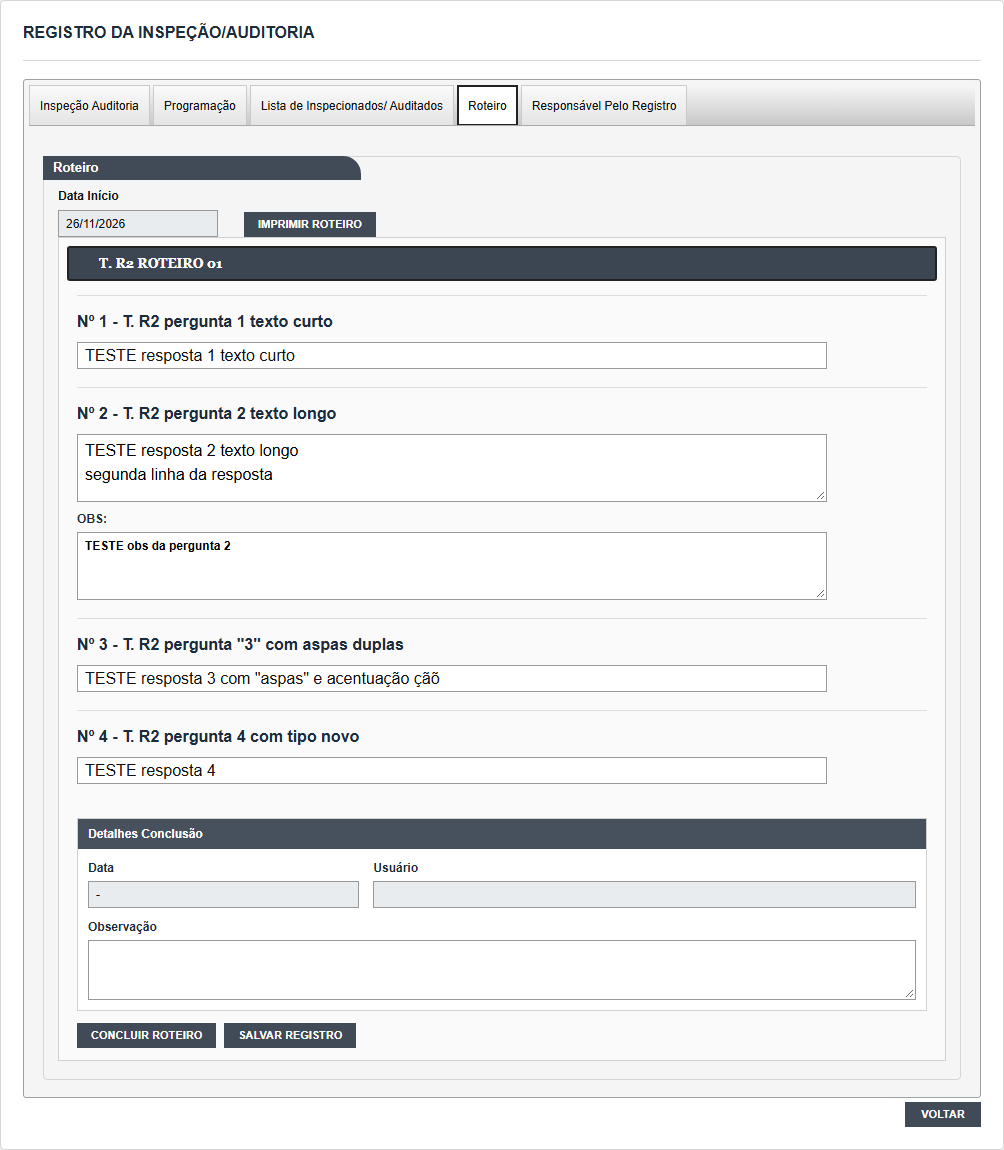 REGISTRO DA INSPEÇÃO/AUDITORIA
Inspeção Auditoria
Programação
Lista de Inspecionados/ Auditados
Roteiro
Responsável Pelo Registro
Roteiro
Data Início
26/11/2026
IMPRIMIR ROTEIRO
T. R2 ROTEIRO 01
Nº 1 - T. R2 pergunta 1 texto curto
TESTE resposta 1 texto curto
Nº 2 - T. R2 pergunta 2 texto longo
TESTE resposta 2 texto longo
segunda linha da resposta
OBS:
TESTE obs da pergunta 2
Nº 3 - T. R2 pergunta "3" com aspas duplas
TESTE resposta 3 com "aspas" e acentuação çãõ
Nº 4 - T. R2 pergunta 4 com tipo novo
TESTE resposta 4
Detalhes Conclusão
Data
Usuário
-
Observação
CONCLUIR ROTEIRO
SALVAR REGISTRO
VOLTAR